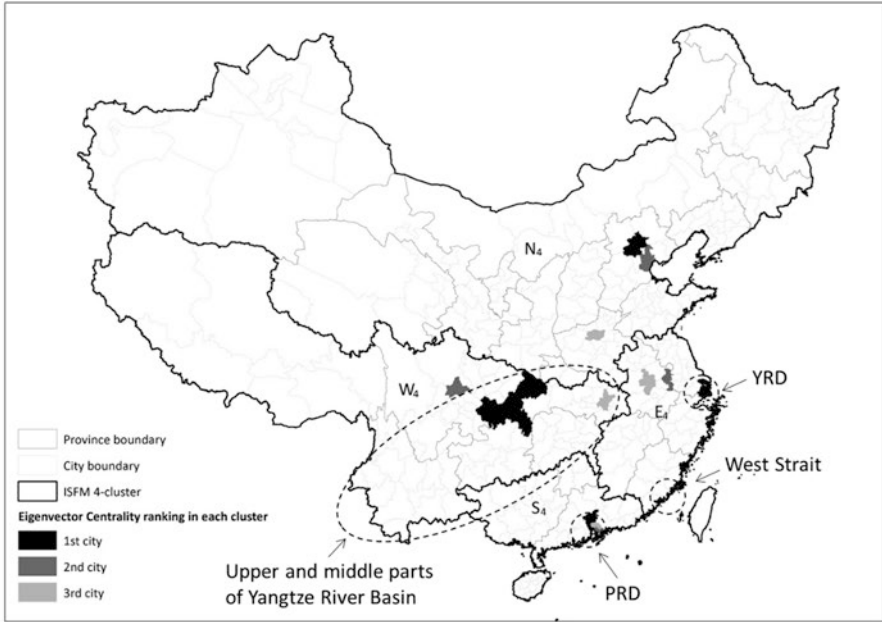 N₄
YRD
W₄
E₄
Province boundary
City boundary
ISFM 4-cluster
West Strait
S₄
Eigenvector Centrality ranking in each cluster
1st city
2nd city
3rd city
Upper and middle parts
of Yangtze River Basin
PRD